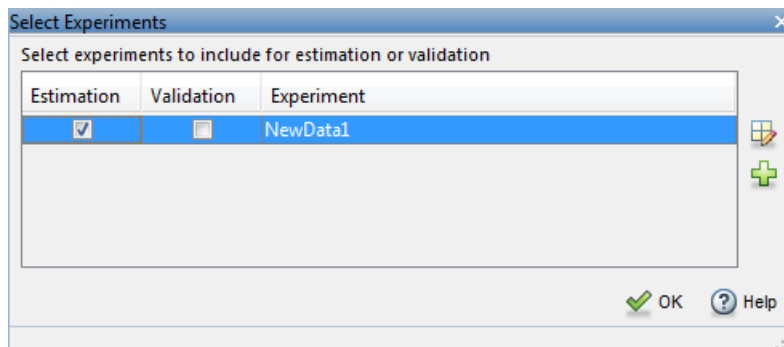 Select Experiments
Select experiments to include for estimation or validation
Estimation Validation Experiment
NewData1
OK Help